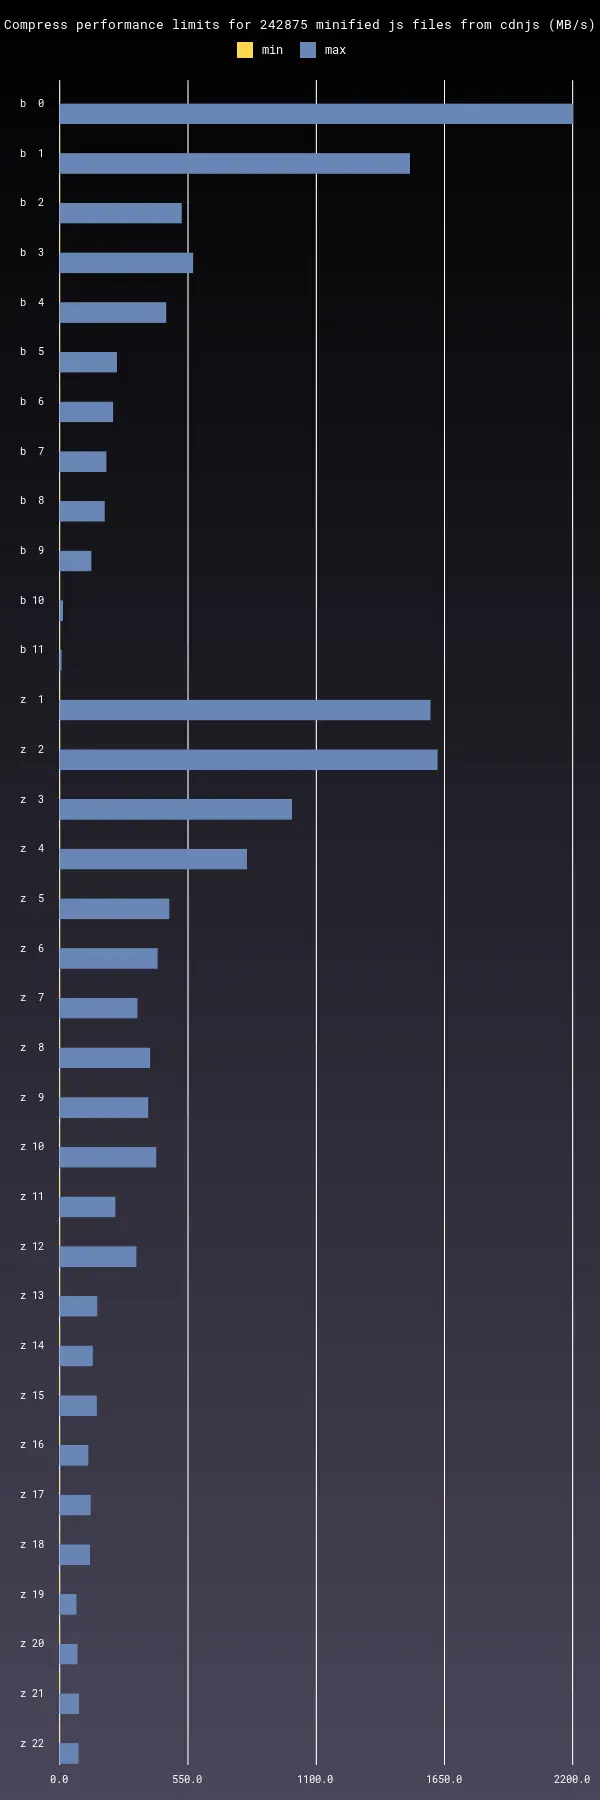 Compress performance limits for 242875 minified js files from cdnjs (MB/s)
min max
b 0
b 1
b 2
b 3
b 4
b 5
b 6
b 7
b 8
b 9
b 10
b 11
z 1
z 2
z 3
z 4
z 5
z 6
z 7
z 8
z 9
z 10
z 11
z 12
z 13
z 14
z 15
z 16
z 17
z 18
z 19
z 20
z 21
z 22
0.0 550.0 1100.0 1650.0 2200.0